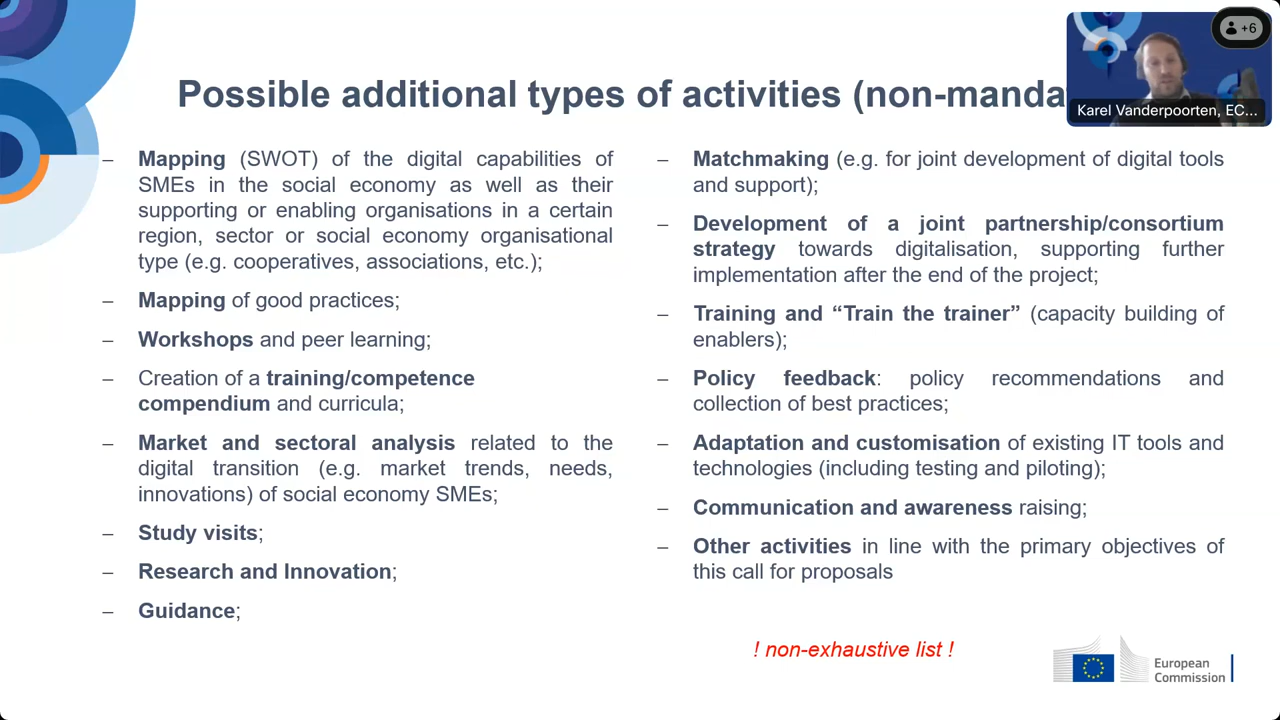 Possible additional types of activities (non-manda
+6
Karel Vanderpoorten, EC...
– Mapping (SWOT) of the digital capabilities of
SMEs in the social economy as well as their
supporting or enabling organisations in a certain
region, sector or social economy organisational
type (e.g. cooperatives, associations, etc.);
– Mapping of good practices;
– Workshops and peer learning;
– Creation of a training/competence
compendium and curricula;
– Market and sectoral analysis related to the
digital transition (e.g. market trends, needs,
innovations) of social economy SMEs;
– Study visits;
– Research and Innovation;
– Guidance;
– Matchmaking (e.g. for joint development of digital tools
and support);
– Development of a joint partnership/consortium
strategy towards digitalisation, supporting further
implementation after the end of the project;
– Training and “Train the trainer” (capacity building of
enablers);
– Policy feedback: policy recommendations and
collection of best practices;
– Adaptation and customisation of existing IT tools and
technologies (including testing and piloting);
– Communication and awareness raising;
– Other activities in line with the primary objectives of
this call for proposals
! non-exhaustive list !
European
Commission